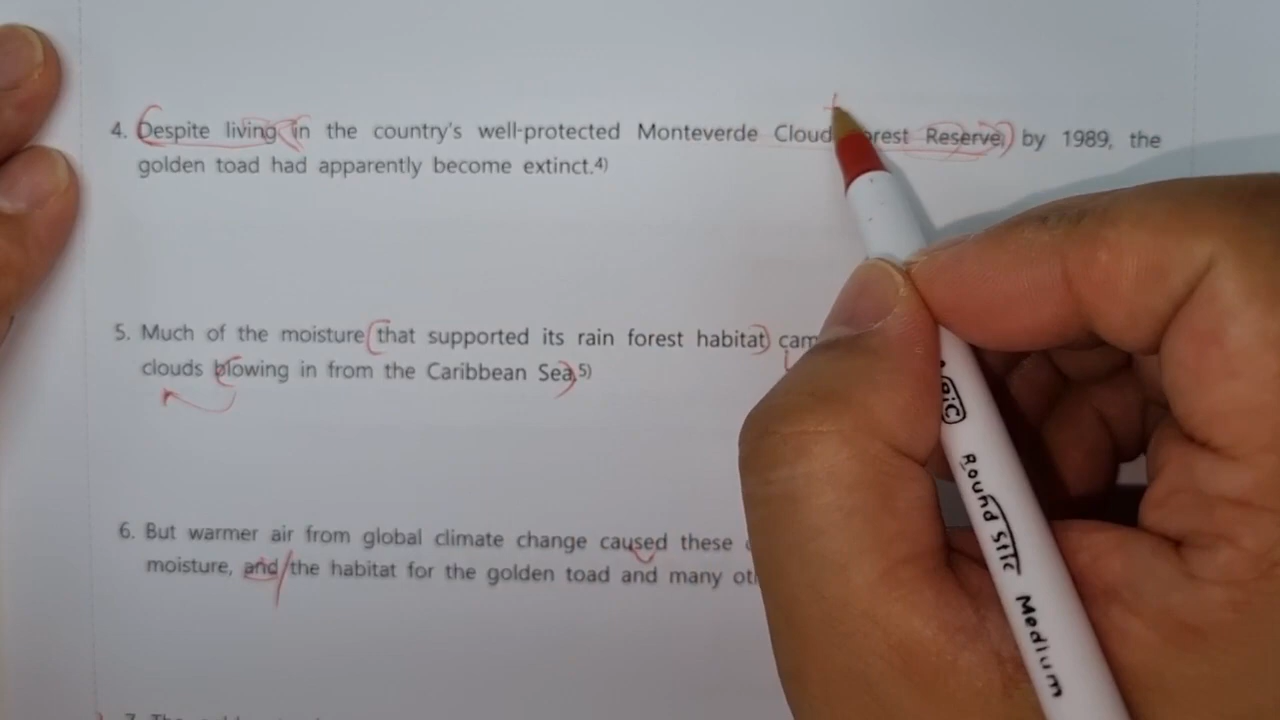 4. Despite living in the country's well-protected Monteverde Cloud Reserve, by 1989, the
golden toad had apparently become extinct.4)
5. Much of the moisture that supported its rain forest habitat
clouds blowing in from the Caribbean Sea.5)
6. But warmer air from global climate change caused these
moisture, and the habitat for the golden toad and many
BIC
Round Stic Medium